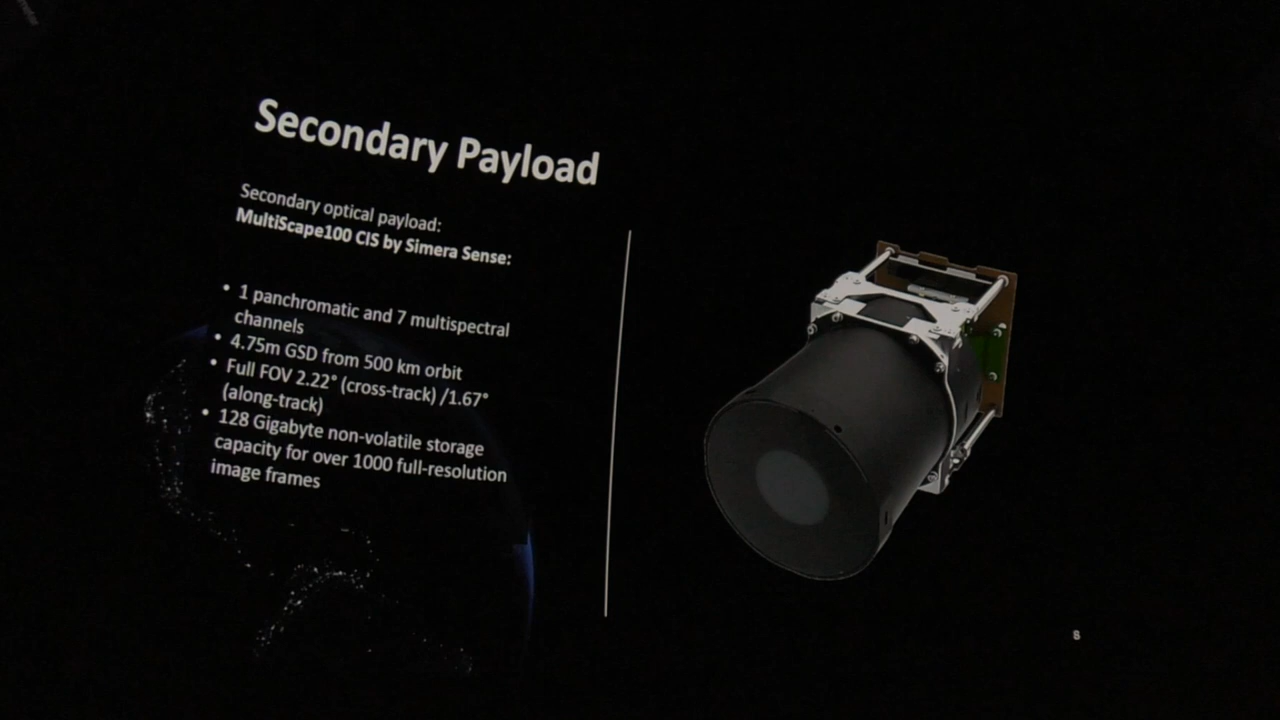 Secondary Payload
Secondary optical payload:
MultiScape100 CIS by Simera Sense:
• 1 panchromatic and 7 multispectral
channels
• 4.75m GSD from 500 km orbit
• Full FOV 2.22° (cross-track) /1.67°
(along-track)
• 128 Gigabyte non-volatile storage
capacity for over 1000 full-resolution
image frames